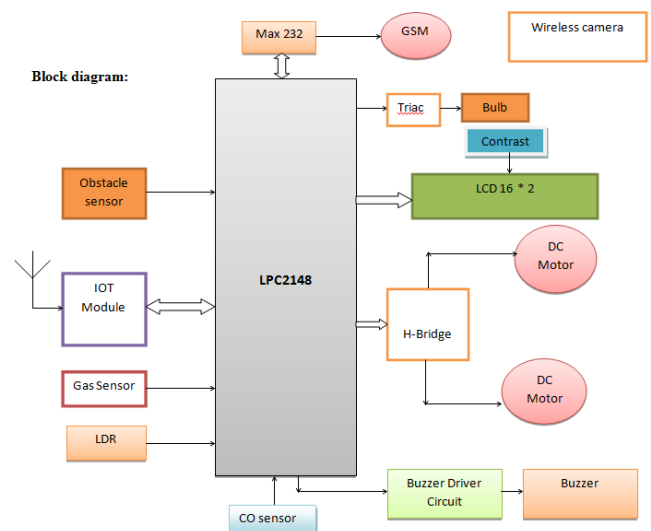 Max 232
GSM
Wireless camera
Block diagram:
Triac
Bulb
Contrast
Obstacle
sensor
LCD 16 * 2
LPC2148
DC
Motor
IOT
Module
H-Bridge
Gas Sensor
DC
Motor
LDR
Buzzer Driver
Circuit
Buzzer
CO sensor